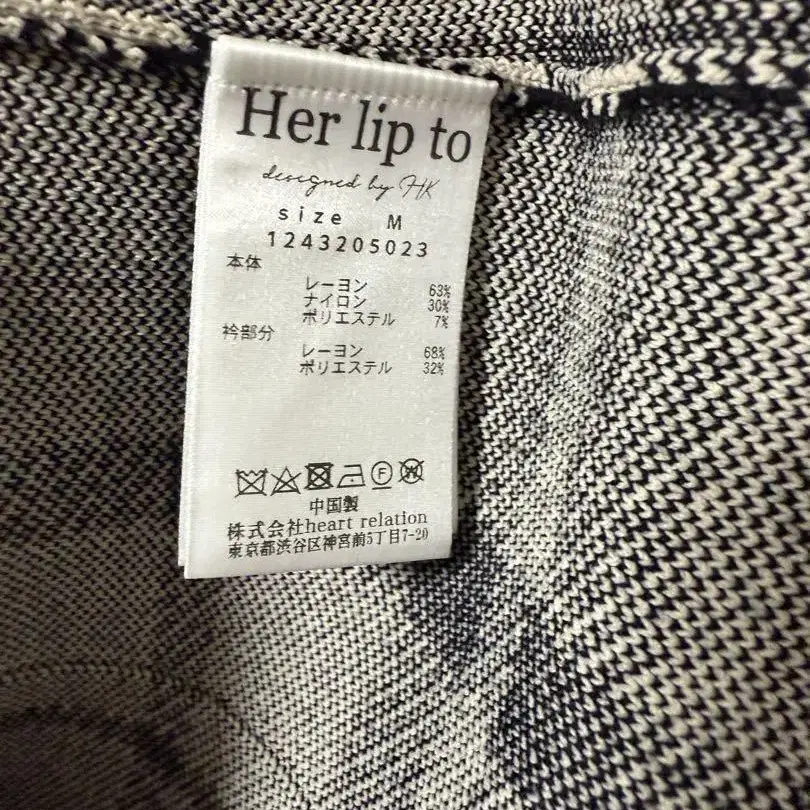 Her lip to
designed by HK
size M
1243205023
本体
レーヨン 63%
ナイロン 30%
ポリエステル 7%
衿部分
レーヨン 68%
ポリエステル 32%
中国製
株式会社heart relation
東京都渋谷区神宮前5丁目7-20